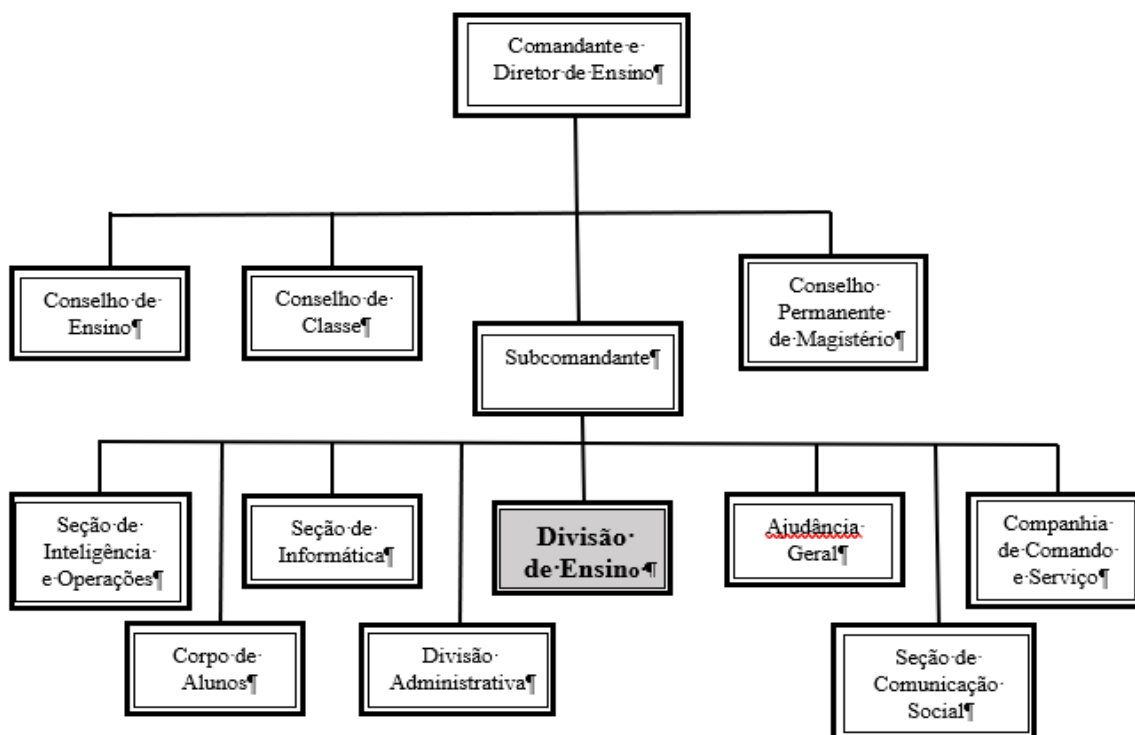 Comandante·e·
Diretor·de·Ensino¶
Conselho·de·
Ensino¶
Conselho·de·
Classe¶
Conselho·
Permanente·
de·Magistério¶
Subcomandante¶
Seção·de·
Inteligência·
e·Operações¶
Seção·de·
Informática¶
Divisão·
de·Ensino·¶
Ajudância·
Geral¶
Companhia·
de·Comando·
e·Serviço¶
Corpo·de·
Alunos¶
Divisão·
Administrativa¶
Seção·de·
Comunicação·
Social¶